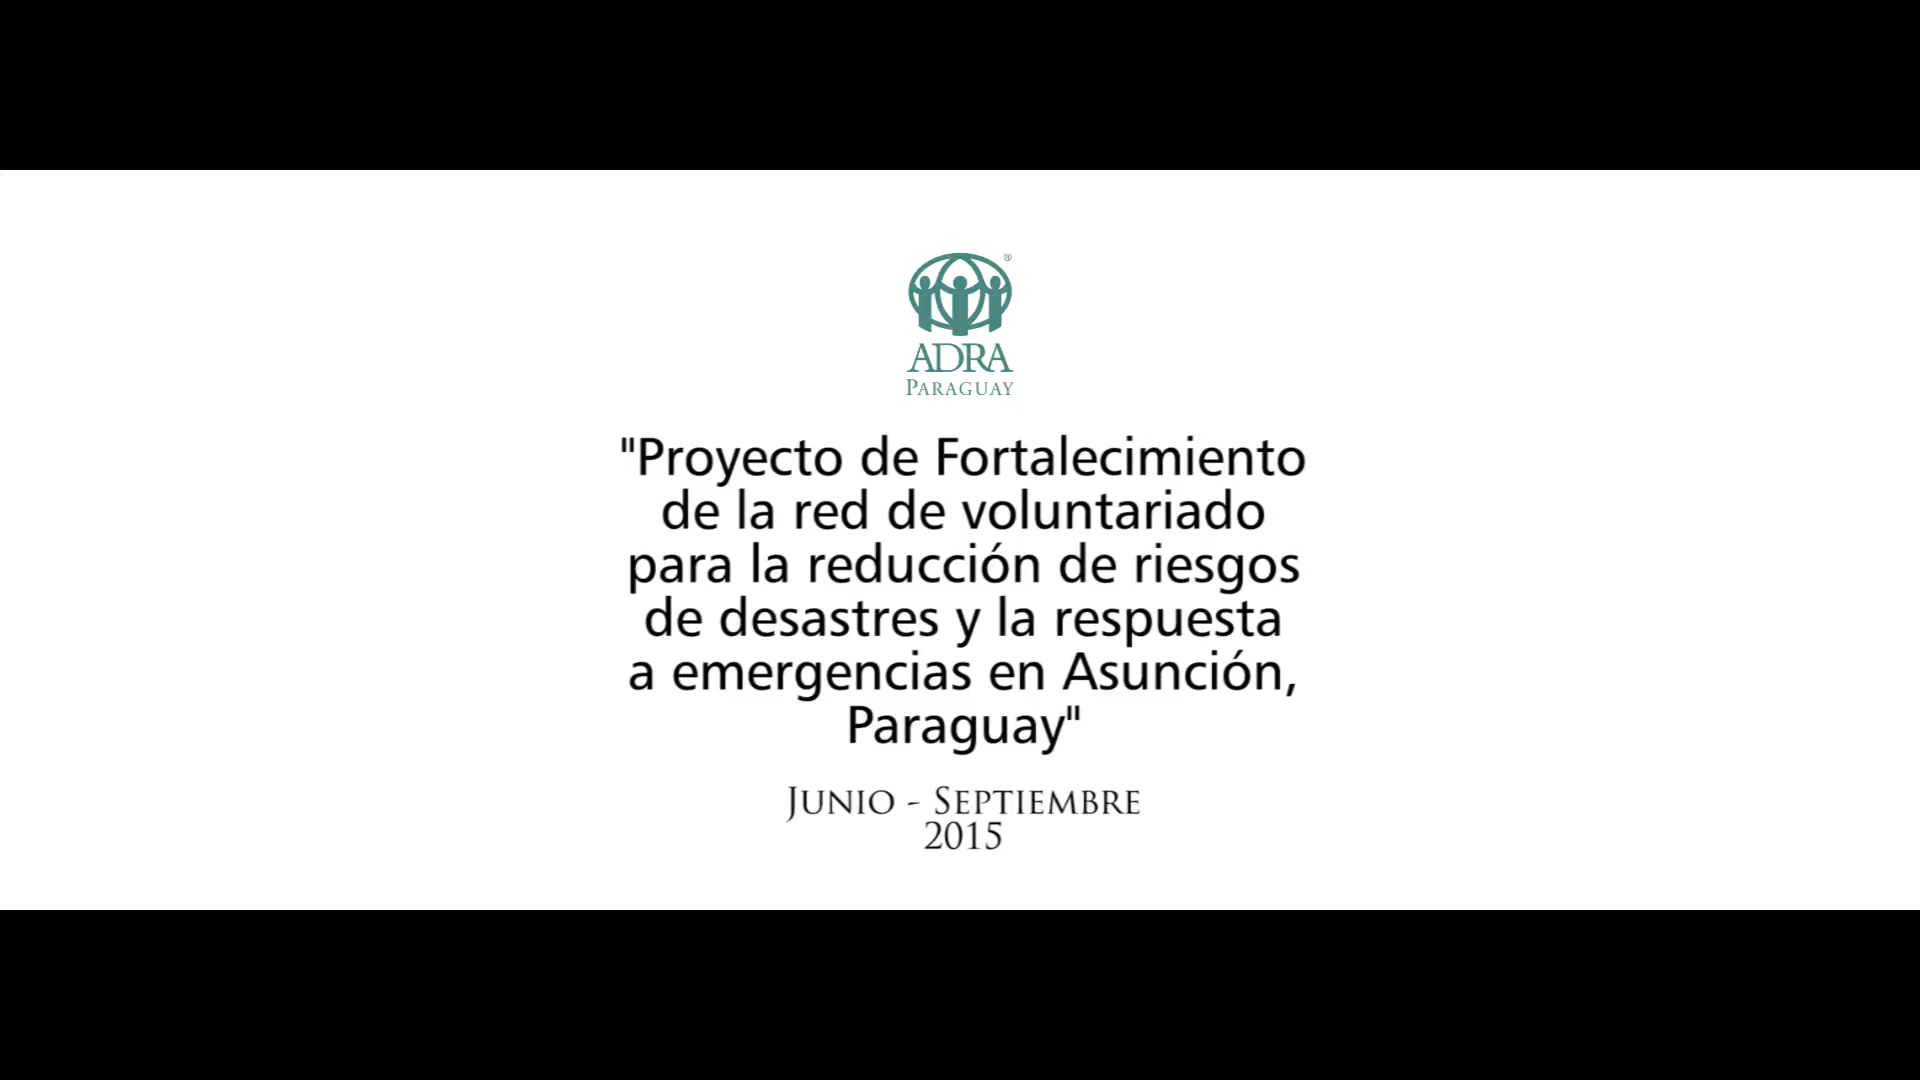 ®
ADRA
PARAGUAY
"Proyecto de Fortalecimiento
de la red de voluntariado
para la reducción de riesgos
de desastres y la respuesta
a emergencias en Asunción,
Paraguay"
JUNIO - SEPTIEMBRE
2015